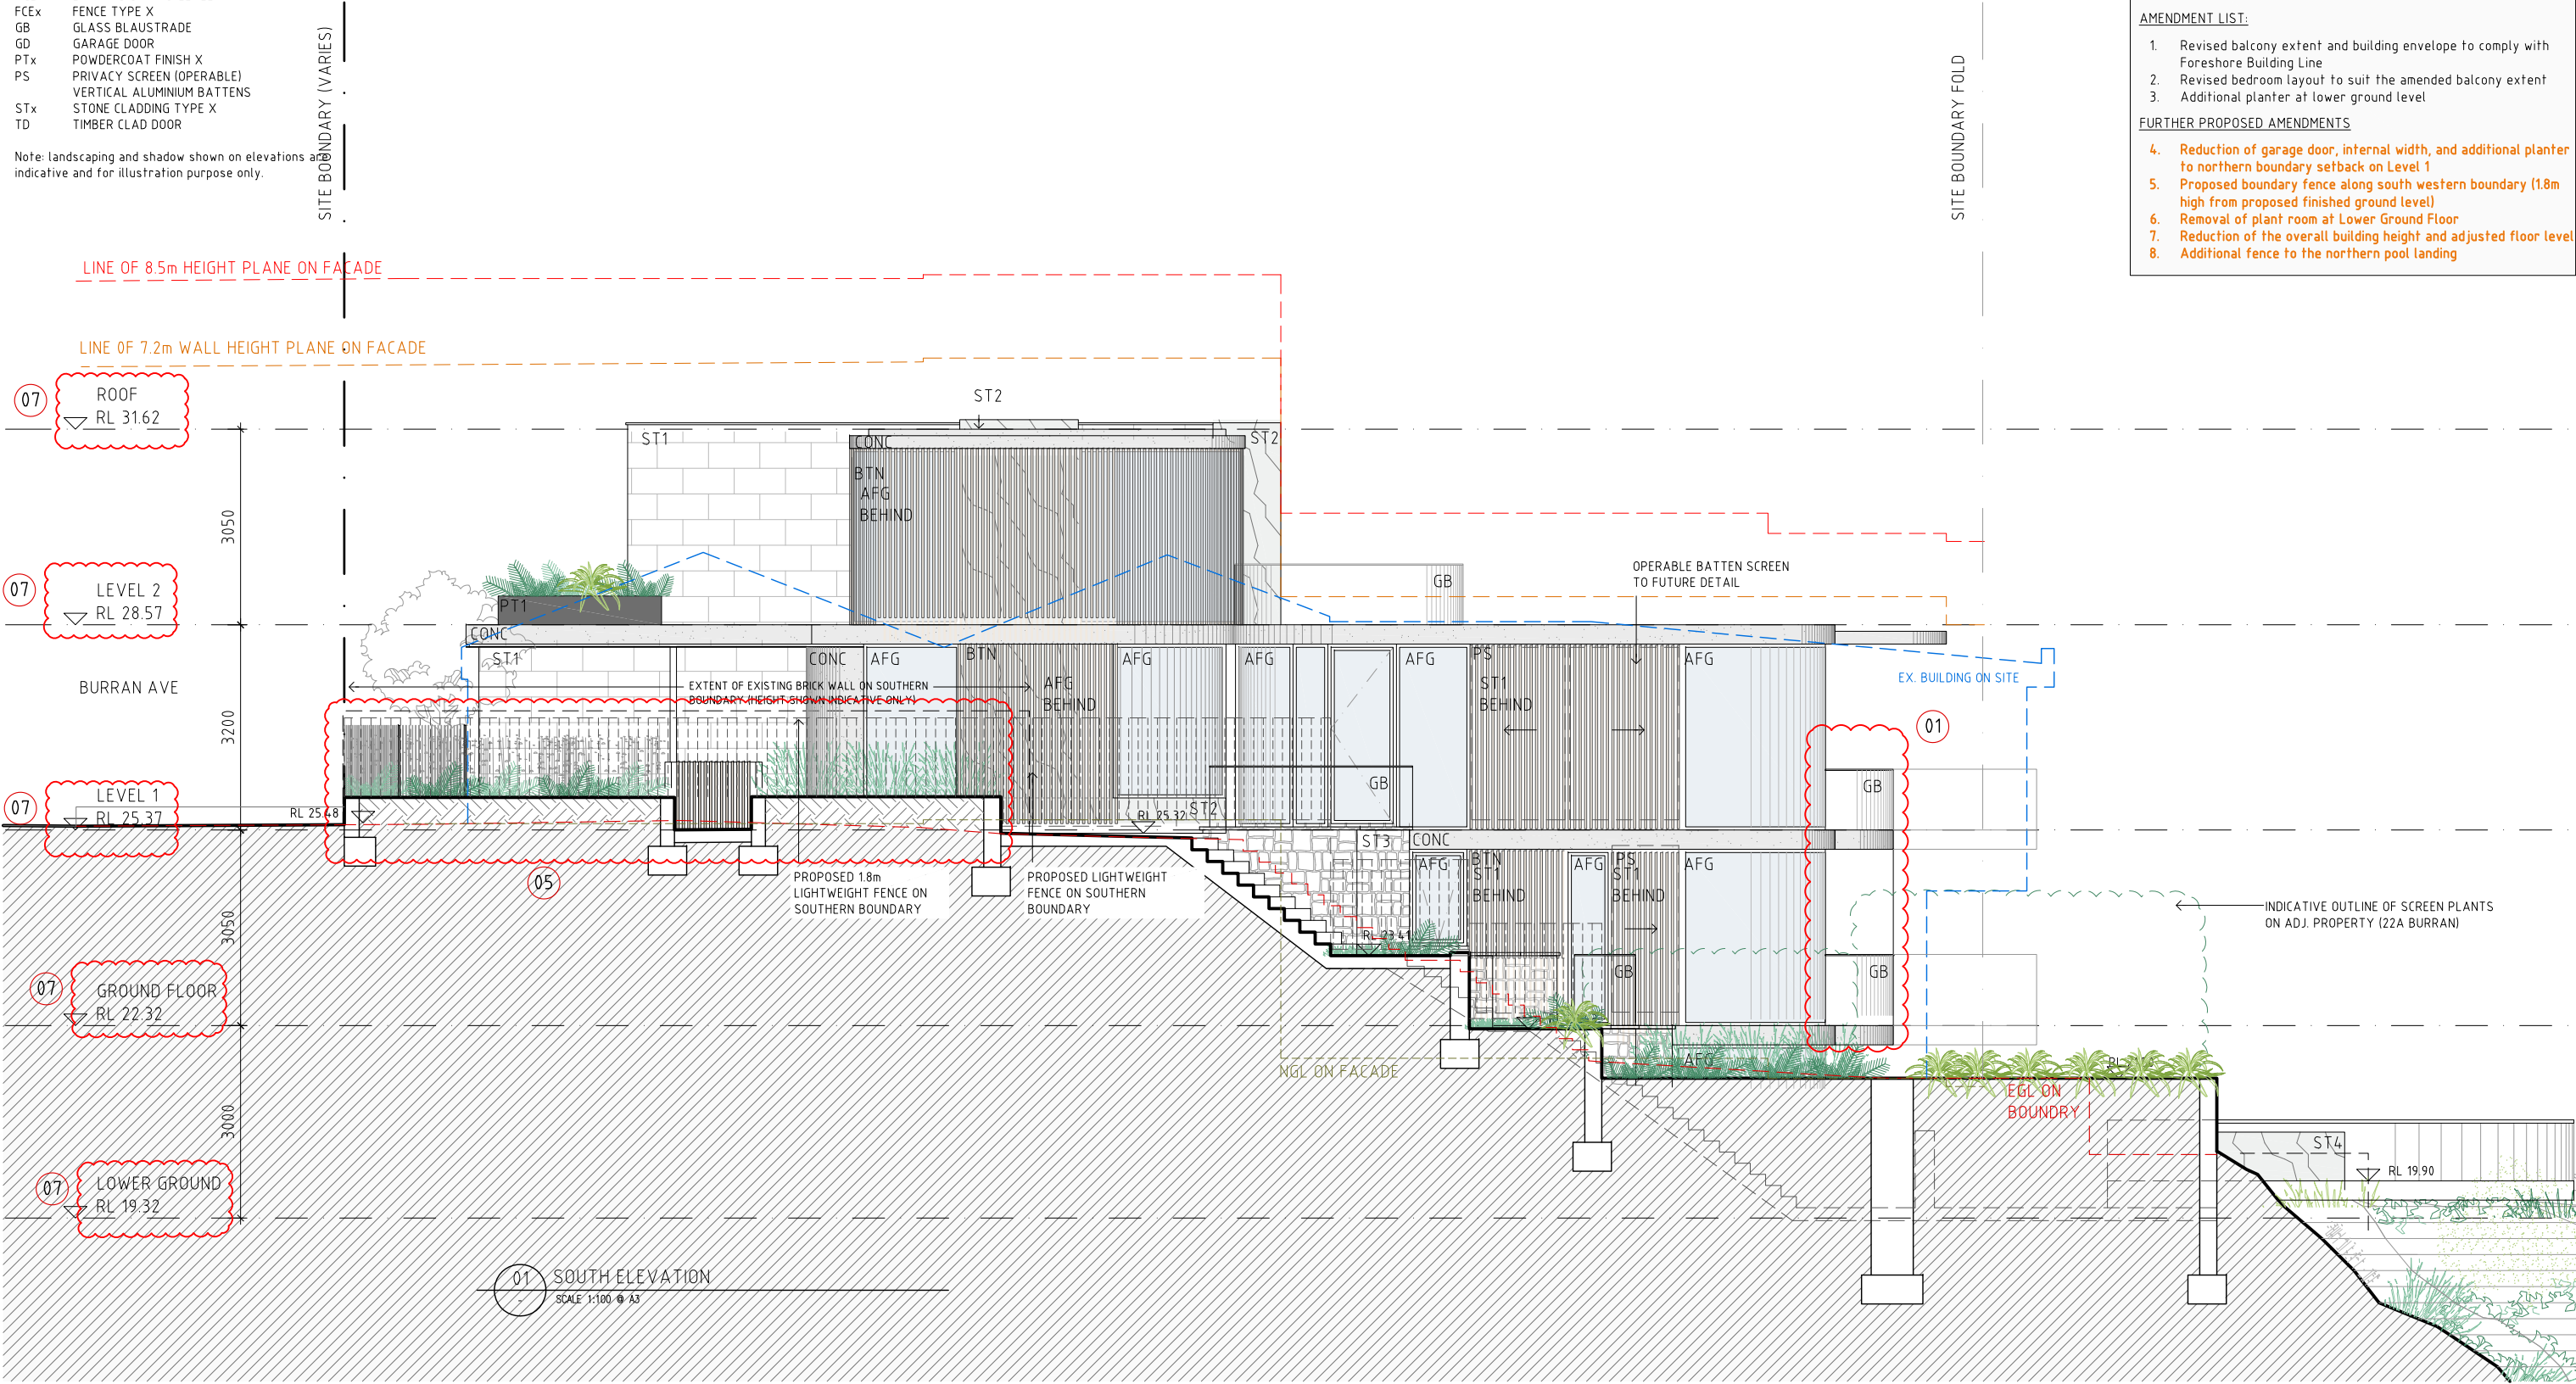 FCEx FENCE TYPE X
GB GLASS BLAUSTRADE
GD GARAGE DOOR
PTx POWDERCOAT FINISH X
PS PRIVACY SCREEN (OPERABLE)
VERTICAL ALUMINIUM BATTENS
STx STONE CLADDING TYPE X
TD TIMBER CLAD DOOR
Note: landscaping and shadow shown on elevations are
indicative and for illustration purpose only.
SITE BOUNDARY (VARIES)
SITE BOUNDARY FOLD
AMENDMENT LIST:
1. Revised balcony extent and building envelope to comply with
Foreshore Building Line
2. Revised bedroom layout to suit the amended balcony extent
3. Additional planter at lower ground level
FURTHER PROPOSED AMENDMENTS
4. Reduction of garage door, internal width, and additional planter
to northern boundary setback on Level 1
5. Proposed boundary fence along south western boundary (1.8m
high from proposed finished ground level)
6. Removal of plant room at Lower Ground Floor
7. Reduction of the overall building height and adjusted floor level
8. Additional fence to the northern pool landing
LINE OF 8.5m HEIGHT PLANE ON FACADE
LINE OF 7.2m WALL HEIGHT PLANE ON FACADE
07
ROOF
RL 31.62
ST2
ST1
CONC
ST2
BTN
AFG
BEHIND
3050
07
LEVEL 2
RL 28.57
PT1
GB
OPERABLE BATTEN SCREEN
TO FUTURE DETAIL
CONC
ST1
CONC
AFG
BTN
AFG
AFG
AFG
PS
AFG
BURRAN AVE
EXTENT OF EXISTING BRICK WALL ON SOUTHERN
BOUNDARY (HEIGHT SHOWN INDICATIVE ONLY)
AFG
BEHIND
ST1
BEHIND
EX. BUILDING ON SITE
3200
01
GB
GB
07
LEVEL 1
RL 25.37
RL 25.48
ST2
RL 25.32
ST3
CONC
AFG
BTN
ST1
BEHIND
AFG
PS
ST1
BEHIND
AFG
05
PROPOSED 1.8m
LIGHTWEIGHT FENCE ON
SOUTHERN BOUNDARY
PROPOSED LIGHTWEIGHT
FENCE ON SOUTHERN
BOUNDARY
INDICATIVE OUTLINE OF SCREEN PLANTS
ON ADJ. PROPERTY (22A BURRAN)
3050
RL 23.41
GB
GB
07
GROUND FLOOR
RL 22.32
NGL ON FACADE
AFG
EGL ON
BOUNDRY
3000
ST4
RL 19.90
07
LOWER GROUND
RL 19.32
01
-
SOUTH ELEVATION
SCALE 1:100 @ A3